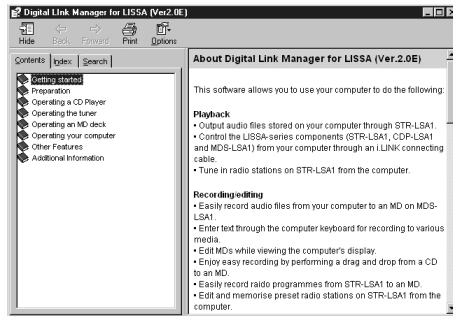 Digital LInk Manager for LISSA (Ver2.0E)
Hide Back Forward Print Options
Contents Index Search
Getting started
Preparation
Operating a CD Player
Operating the tuner
Operating an MD deck
Operating your computer
Other Features
Additional Information
About Digital Link Manager for LISSA (Ver.2.0E)
This software allows you to use your computer to do the following:
Playback
• Output audio files stored on your computer through STR-LSA1.
• Control the LISSA-series components (STR-LSA1, CDP-LSA1
and MDS-LSA1) from your computer through an i.LINK connecting
cable.
• Tune in radio stations on STR-LSA1 from the computer.
Recording/editing
• Easily record audio files from your computer to an MD on MDS-
LSA1.
• Enter text through the computer keyboard for recording to various
media.
• Edit MDs while viewing the computer's display.
• Enjoy easy recording by performing a drag and drop from a CD
to an MD.
• Easily record raido programmes from STR-LSA1 to an MD.
• Edit and memorise preset radio stations on STR-LSA1 from the
computer.